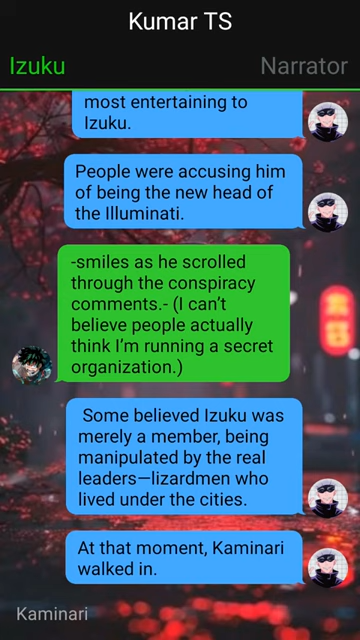 Kumar TS
Izuku
Narrator
most entertaining to
Izuku.
People were accusing him
of being the new head of
the Illuminati.
-smiles as he scrolled
through the conspiracy
comments.- (I can't
believe people actually
think I'm running a secret
organization.)
Some believed Izuku was
merely a member, being
manipulated by the real
leaders—lizardmen who
lived under the cities.
At that moment, Kaminari
walked in.
Kaminari